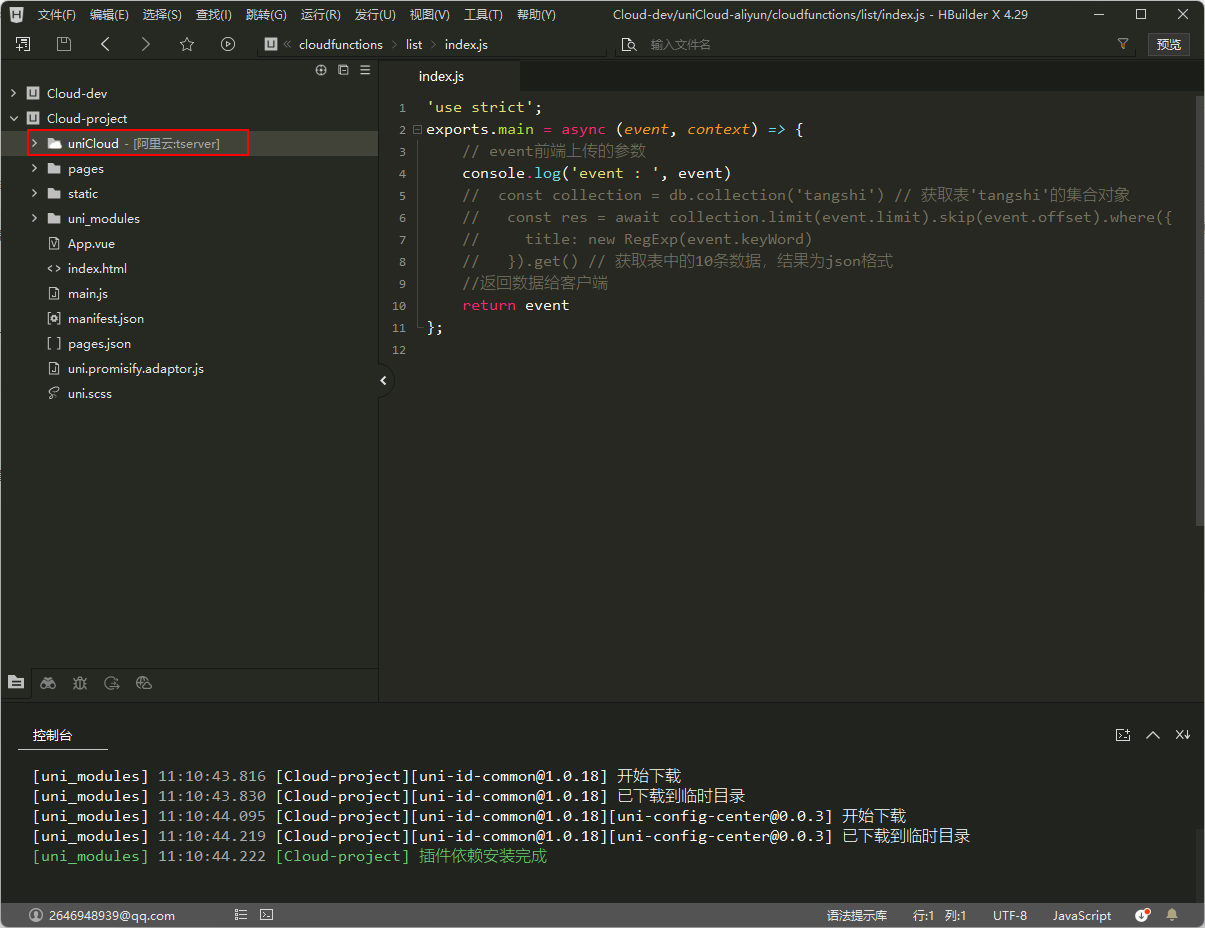 文件(F) 编辑(E) 选择(S) 查找(I) 跳转(G) 运行(R) 发行(U) 视图(V) 工具(T) 帮助(Y) Cloud-dev/uniCloud-aliyun/cloudfunctions/list/index.js - HBuilder X 4.29
cloudfunctions list index.js 输入文件名 预览
Cloud-dev
Cloud-project
uniCloud - [阿里云:tserver]
pages
static
uni_modules
App.vue
index.html
main.js
manifest.json
pages.json
uni.promisify.adaptor.js
uni.scss
index.js
1 'use strict';
2 exports.main = async (event, context) => {
3 // event前端上传的参数
4 console.log('event : ', event)
5 // const collection = db.collection('tangshi') // 获取表'tangshi'的集合对象
6 // const res = await collection.limit(event.limit).skip(event.offset).where({
7 // title: new RegExp(event.keyWord)
8 // }).get() // 获取表中的10条数据，结果为json格式
9 //返回数据给客户端
10 return event
11 };
12
控制台
[uni_modules] 11:10:43.816 [Cloud-project][uni-id-common@1.0.18] 开始下载
[uni_modules] 11:10:43.830 [Cloud-project][uni-id-common@1.0.18] 已下载到临时目录
[uni_modules] 11:10:44.095 [Cloud-project][uni-id-common@1.0.18][uni-config-center@0.0.3] 开始下载
[uni_modules] 11:10:44.219 [Cloud-project][uni-id-common@1.0.18][uni-config-center@0.0.3] 已下载到临时目录
[uni_modules] 11:10:44.222 [Cloud-project] 插件依赖安装完成
2646948939@qq.com 语法提示库 行:1 列:1 UTF-8 JavaScript